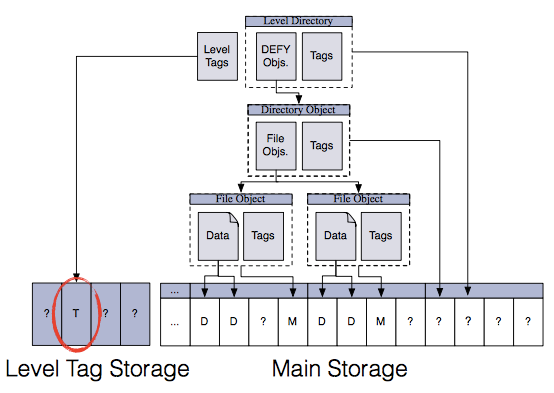 Level Directory
Level
Tags
DEFY
Objs.
Tags
Directory Object
File
Objs.
Tags
File Object
File Object
Data
Tags
Data
Tags
...
? T ? ?
... D D ? M D D M ? ? ? ? ?
Level Tag Storage
Main Storage